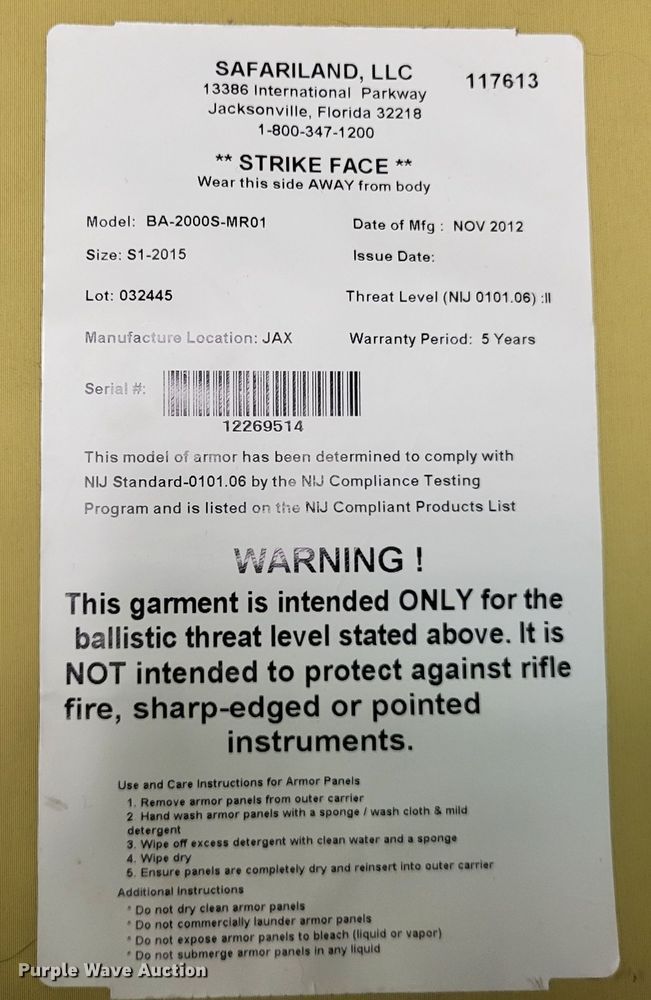 SAFARILAND, LLC 117613
13386 International Parkway
Jacksonville, Florida 32218
1-800-347-1200
** STRIKE FACE **
Wear this side AWAY from body
Model: BA-2000S-MR01 Date of Mfg : NOV 2012
Size: S1-2015 Issue Date:
Lot: 032445 Threat Level (NIJ 0101.06) :II
Manufacture Location: JAX Warranty Period: 5 Years
Serial #:
12269514
This model of armor has been determined to comply with
NIJ Standard-0101.06 by the NIJ Compliance Testing
Program and is listed on the NIJ Compliant Products List
WARNING !
This garment is intended ONLY for the
ballistic threat level stated above. It is
NOT intended to protect against rifle
fire, sharp-edged or pointed
instruments.
Use and Care Instructions for Armor Panels
1. Remove armor panels from outer carrier
2 Hand wash armor panels with a sponge / wash cloth & mild
detergent
3. Wipe off excess detergent with clean water and a sponge
4. Wipe dry
5. Ensure panels are completely dry and reinsert into outer carrier
Additional Instructions
* Do not dry clean armor panels
* Do not commercially launder armor panels
* Do not expose armor panels to bleach (liquid or vapor)
* Do not submerge armor panels in any liquid
Purple Wave Auction